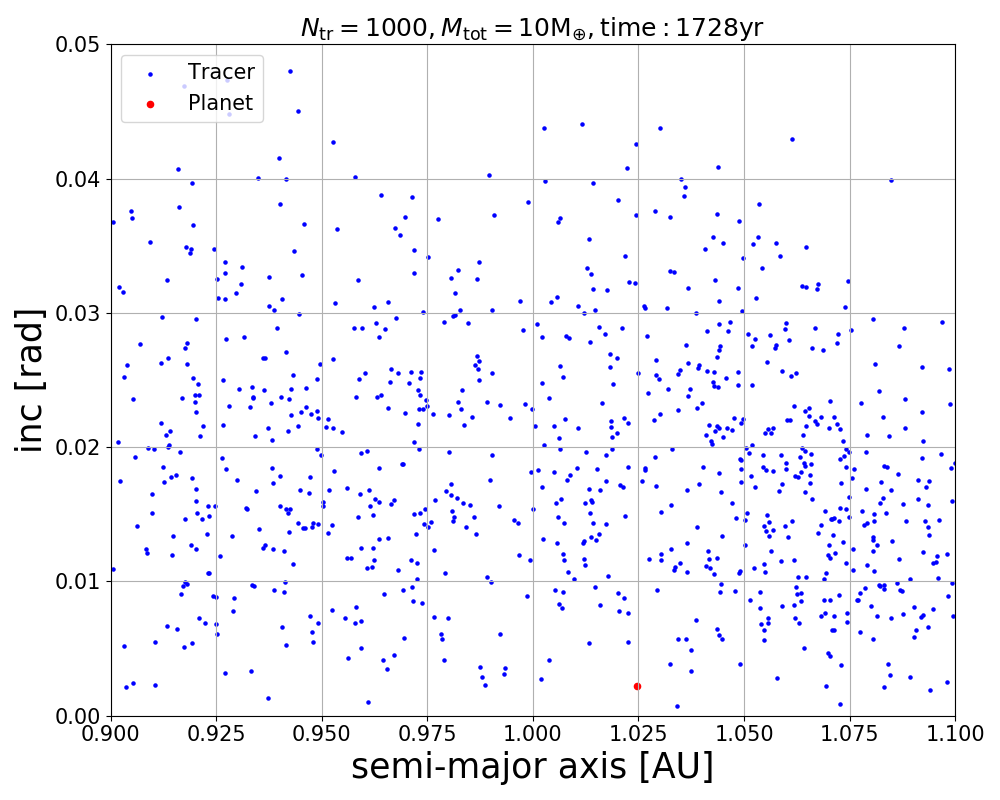 N_tr = 1000, M_tot = 10M_⊕, time : 1728yr
0.05
Tracer
Planet
0.04
0.03
inc [rad]
0.02
0.01
0.00
0.900 0.925 0.950 0.975 1.000 1.025 1.050 1.075 1.100
semi-major axis [AU]